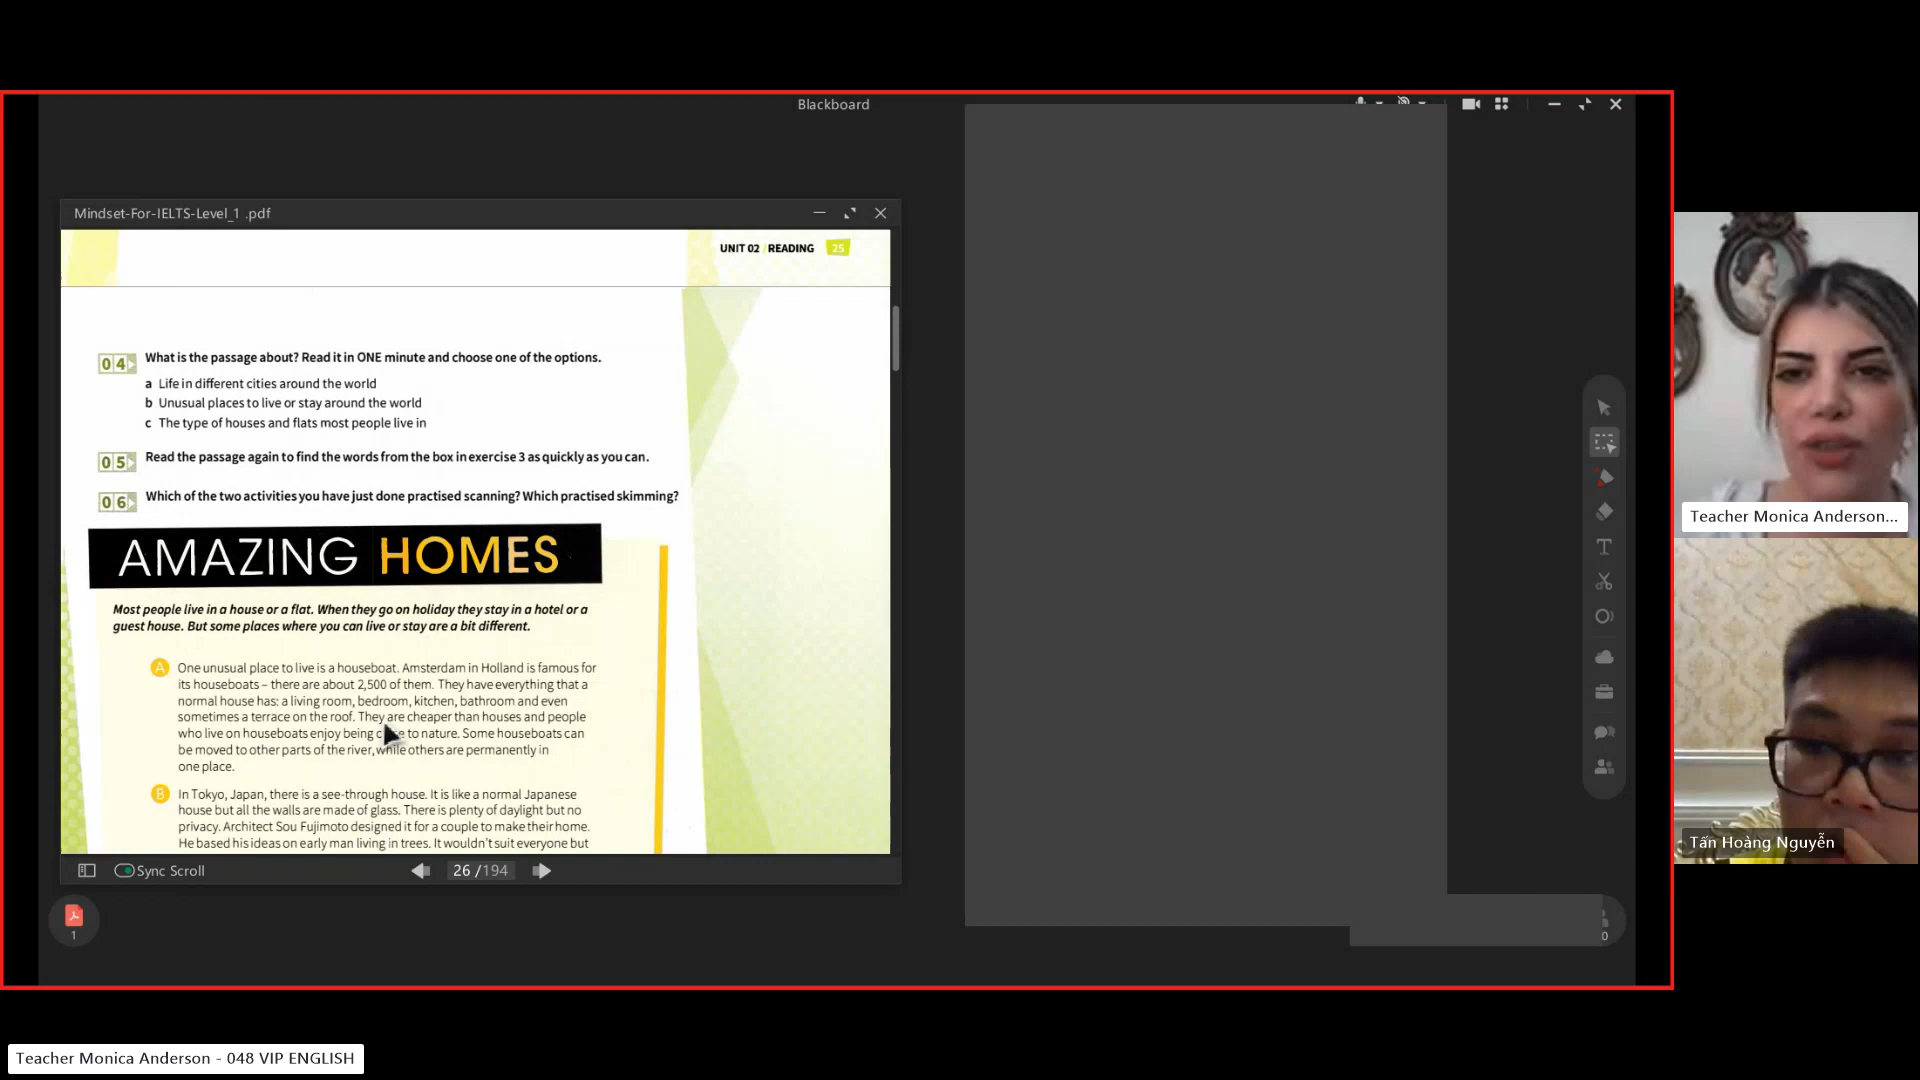 Blackboard
Mindset-For-IELTS-Level_1 .pdf
UNIT 02 / READING 25
04 What is the passage about? Read it in ONE minute and choose one of the options.
a Life in different cities around the world
b Unusual places to live or stay around the world
c The type of houses and flats most people live in
05 Read the passage again to find the words from the box in exercise 3 as quickly as you can.
06 Which of the two activities you have just done practised scanning? Which practised skimming?
AMAZING HOMES
Most people live in a house or a flat. When they go on holiday they stay in a hotel or a
guest house. But some places where you can live or stay are a bit different.
A One unusual place to live is a houseboat. Amsterdam in Holland is famous for
its houseboats – there are about 2,500 of them. They have everything that a
normal house has: a living room, bedroom, kitchen, bathroom and even
sometimes a terrace on the roof. They are cheaper than houses and people
who live on houseboats enjoy being to nature. Some houseboats can
be moved to other parts of the river, while others are permanently in
one place.
B In Tokyo, Japan, there is a see-through house. It is like a normal Japanese
house but all the walls are made of glass. There is plenty of daylight but no
privacy. Architect Sou Fujimoto designed it for a couple to make their home.
He based his ideas on early man living in trees. It wouldn't suit everyone but
Sync Scroll
26 /194
1
0
Teacher Monica Anderson...
Tấn Hoàng Nguyễn
Teacher Monica Anderson - 048 VIP ENGLISH